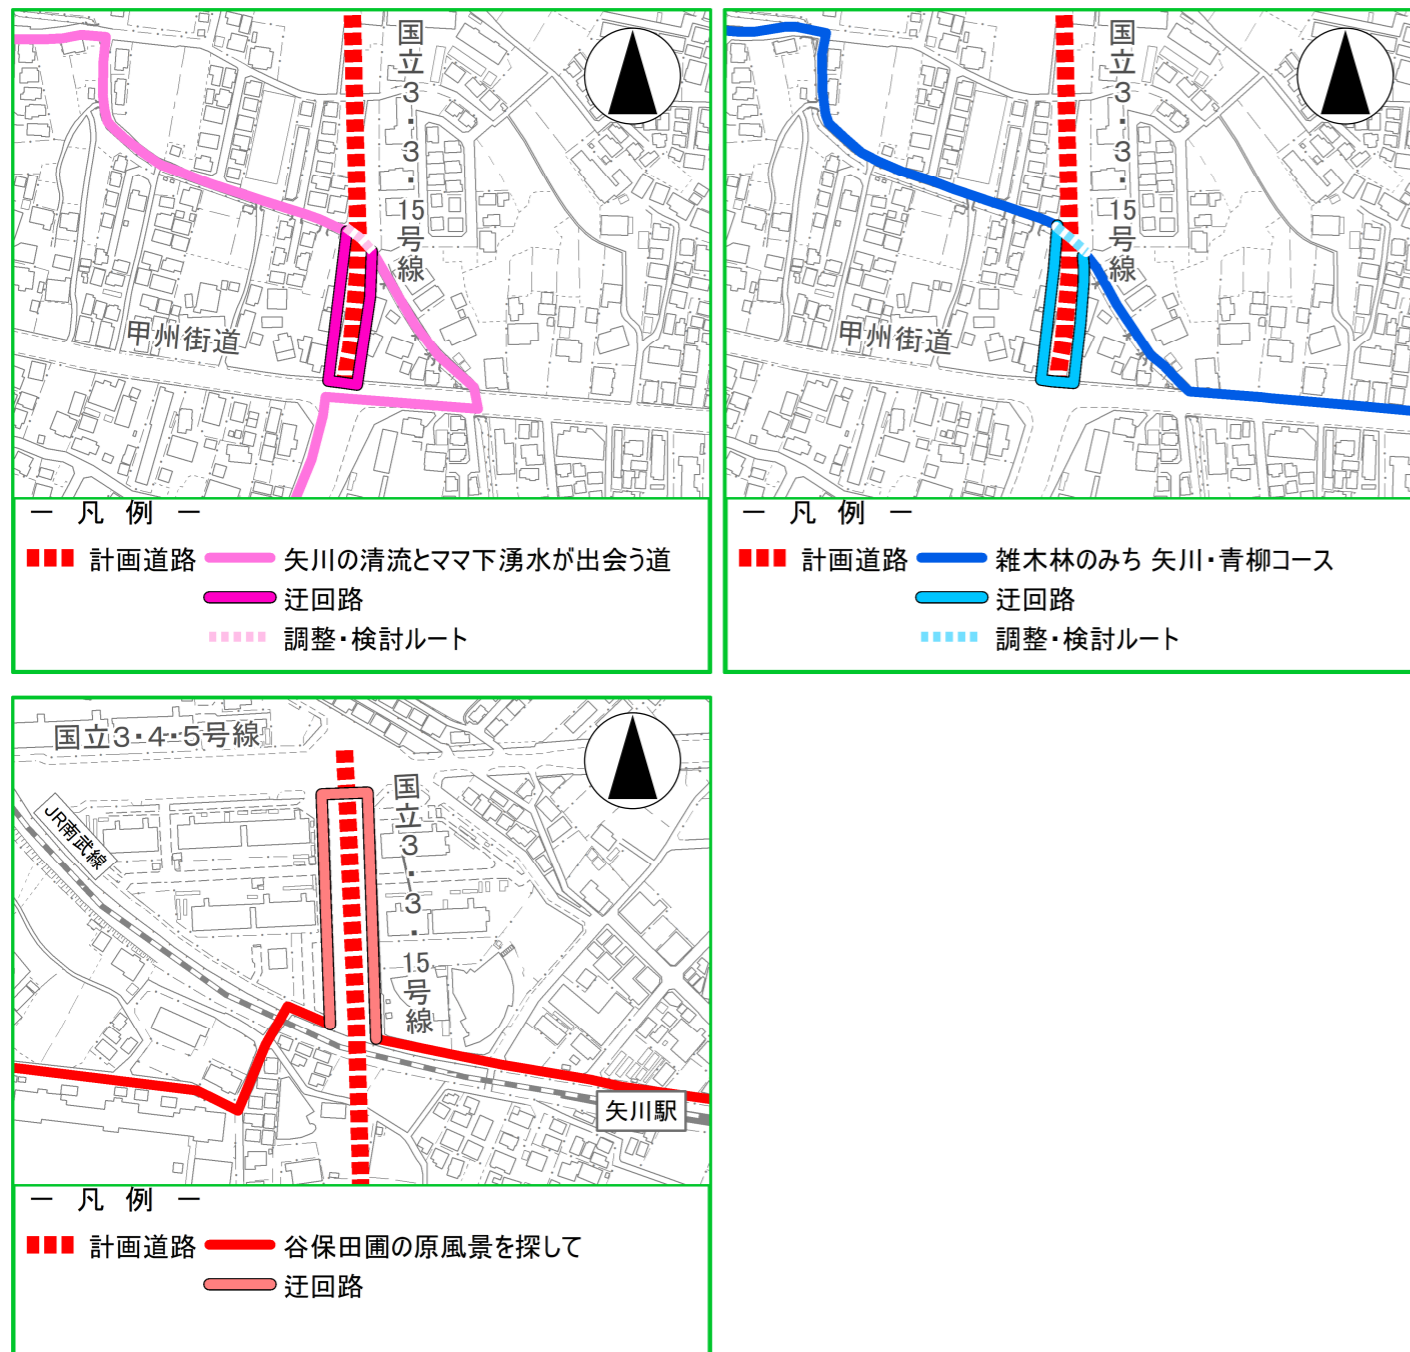 国立3・3・15号線
甲州街道
－ 凡 例 －
計画道路 矢川の清流とママ下湧水が出会う道
迂回路
調整・検討ルート
国立3・3・15号線
甲州街道
－ 凡 例 －
計画道路 雑木林のみち 矢川・青柳コース
迂回路
調整・検討ルート
国立3・4・5号線
国立3・3・15号線
JR南武線
矢川駅
－ 凡 例 －
計画道路 谷保田圃の原風景を探して
迂回路